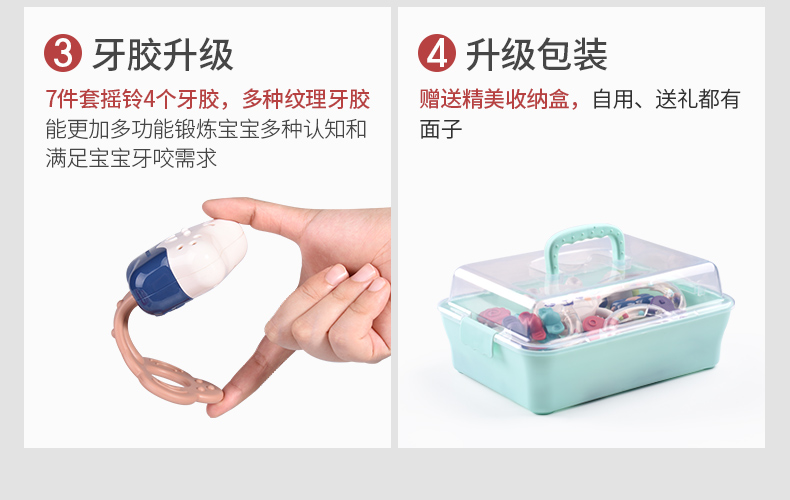 3 牙胶升级
7件套摇铃4个牙胶，多种纹理牙胶
能更加多功能锻炼宝宝多种认知和
满足宝宝牙咬需求
4 升级包装
赠送精美收纳盒，自用、送礼都有
面子